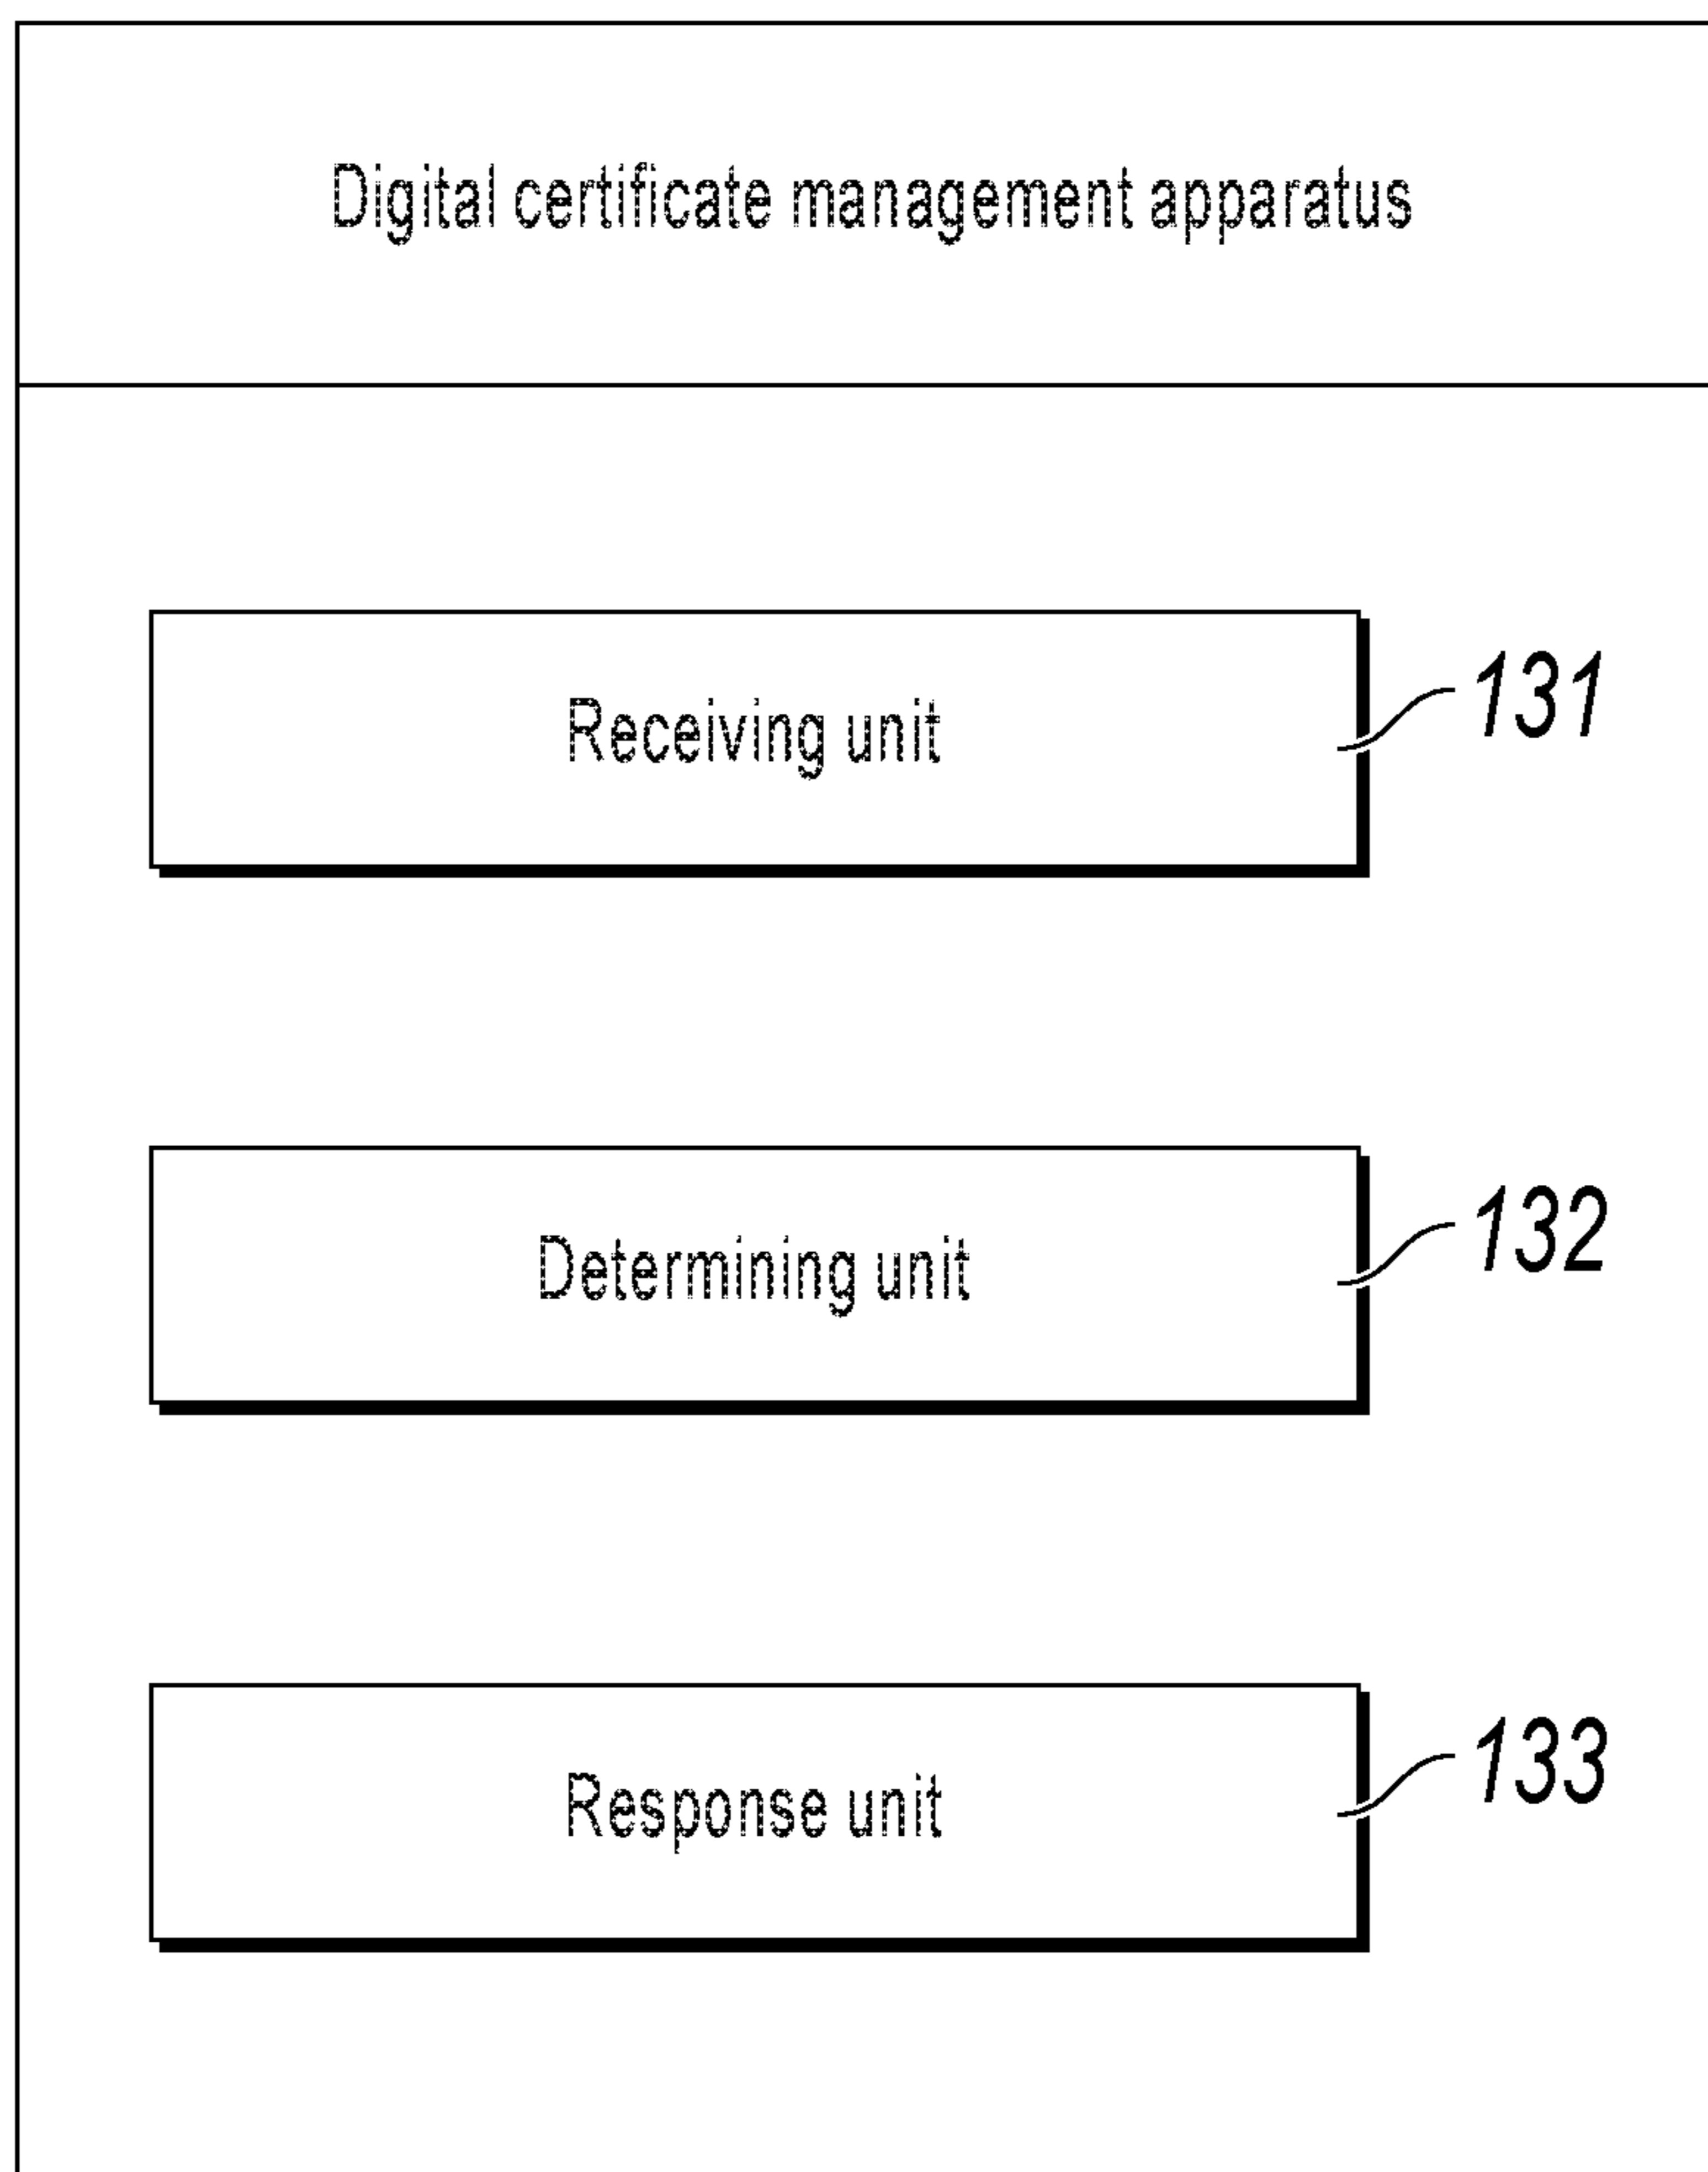 Digital certificate management apparatus
Receiving unit
131
Determining unit
132
Response unit
133